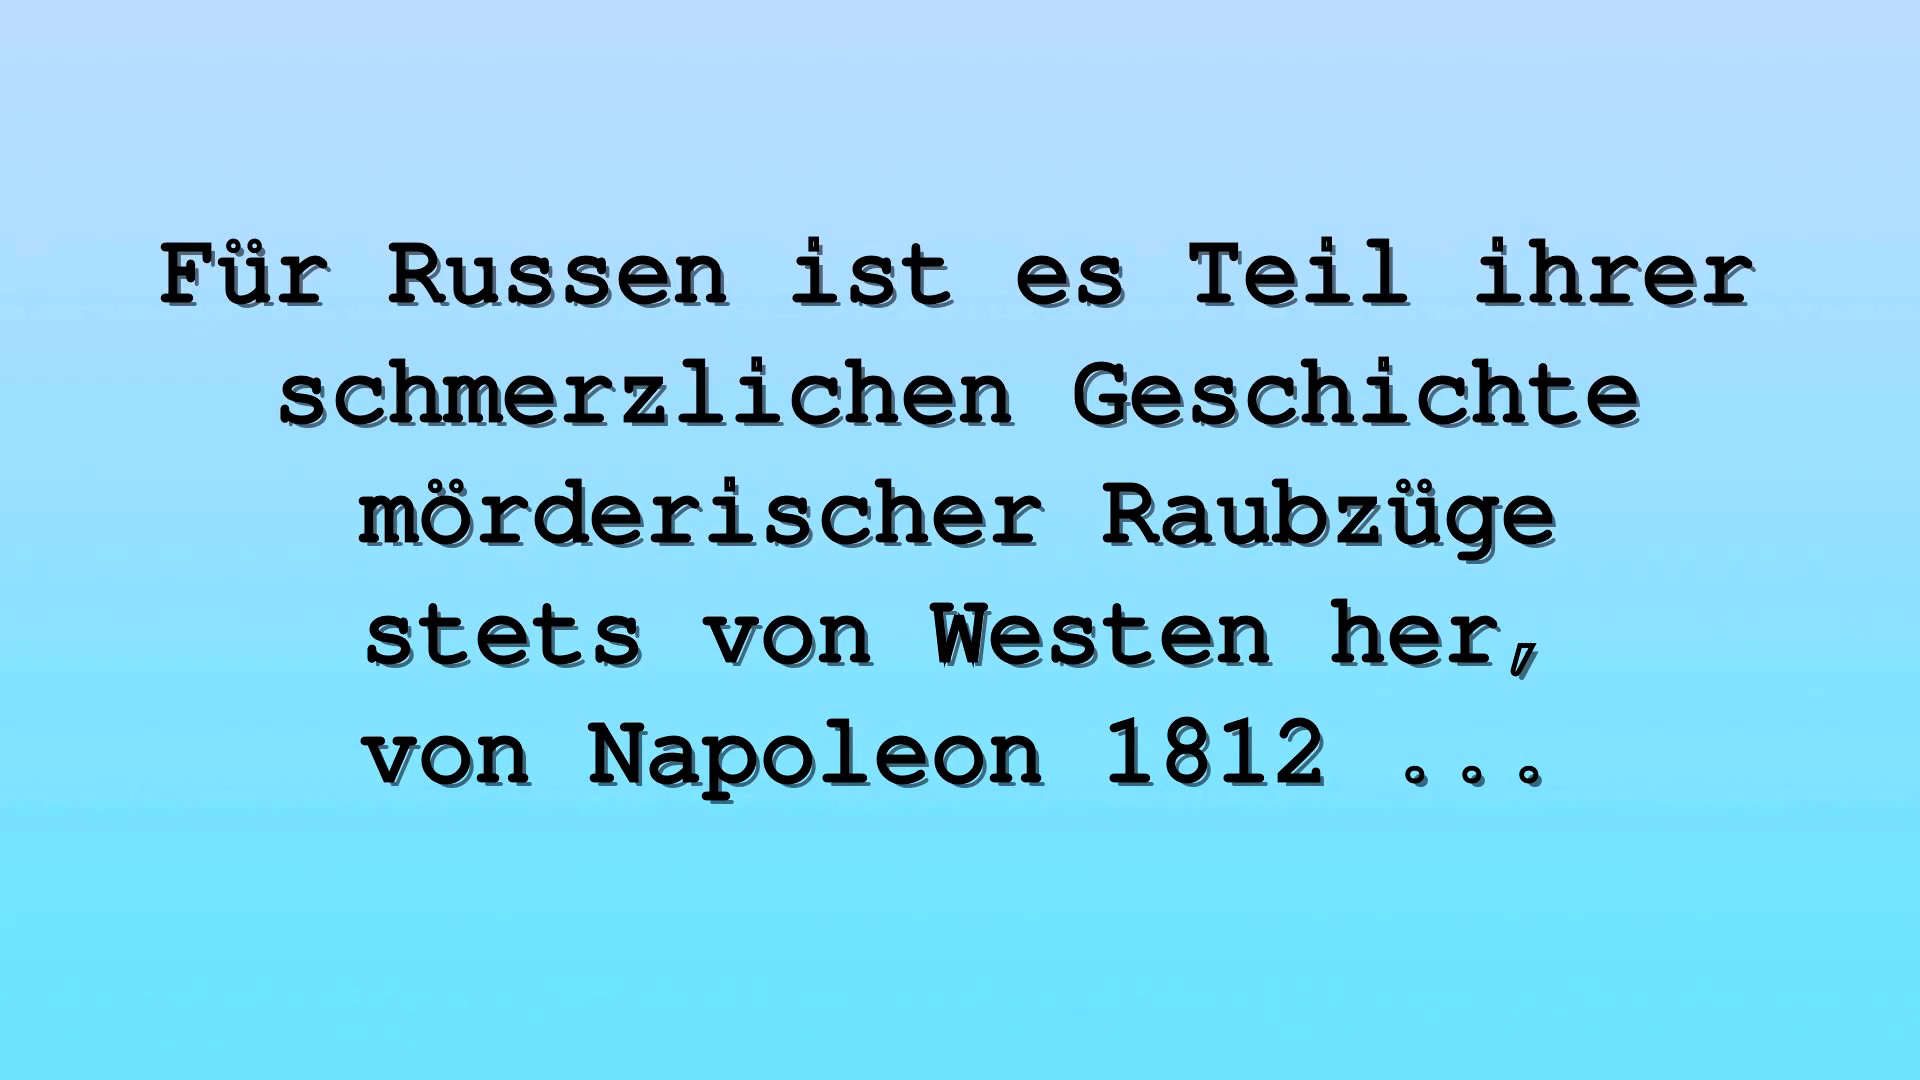 Für Russen ist es Teil ihrer
schmerzlichen Geschichte
mörderischer Raubzüge
stets von Westen her,
von Napoleon 1812 ...